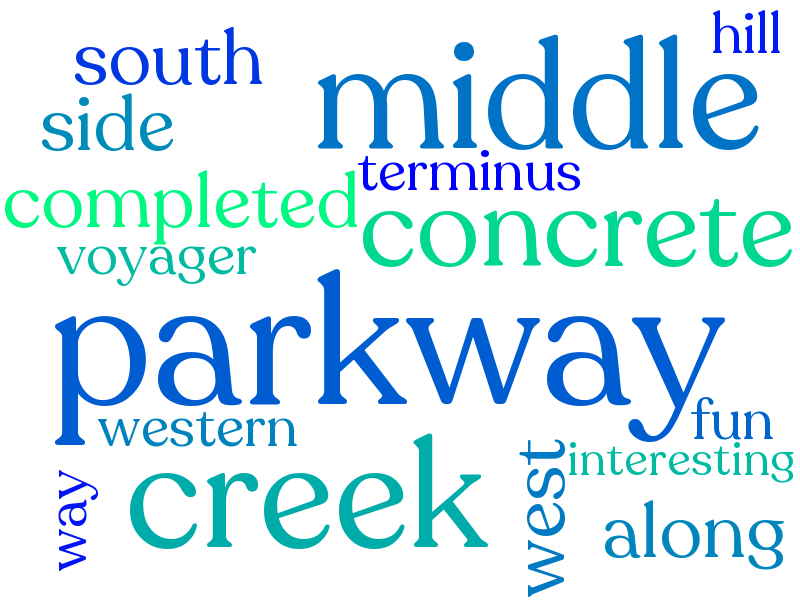 hill
south
middle
side
terminus
completed
concrete
voyager
parkway
fun
western
interesting
creek
west
way
along